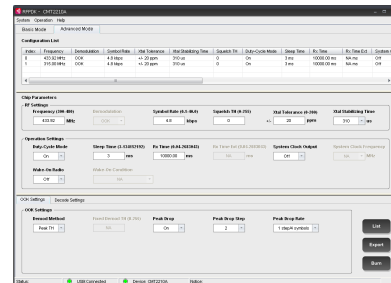 RFPDK - CMT2210A
System Operation Help
Basic Mode Advanced Mode
Configuration List
Index Frequency Demodulation Symbol Rate Xtal Tolerance Xtal Stabilizing Time Squelch TH Duty-Cycle Mode Sleep Time Rx Time Rx Time Ext System
0 433.92 MHz OOK 4.8 kbps +/- 20 ppm 310 us 0 On 3 ms 10000.00 ms NA ms Off
1 315.00 MHz OOK 4.8 kbps +/- 20 ppm 310 us 0 On 3 ms 10000.00 ms NA ms Off
Chip Parameters
RF Settings
Frequency (300-480) Demodulation Symbol Rate (0.1-40.0) Squelch TH (0-255) Xtal Tolerance (0-200) Xtal Stabilizing Time
433.92 MHz OOK 4.8 kbps 0 +/- 20 ppm 310 us
Operation Settings
Duty-Cycle Mode Sleep Time (3-134152192) Rx Time (0.04-2683043) Rx Time Ext (0.04-2683043) System Clock Output System Clock Frequency
On 3 ms 10000.00 ms NA ms Off NA MHz
Wake-On Radio Wake-On Condition
Off NA
OOK Settings Decode Settings
OOK Settings
Demod Method Fixed Demod TH (0-255) Peak Drop Peak Drop Step Peak Drop Rate
Peak TH NA On 2 1 step/4 symbols
List
Export
Burn
Status: USB Connected Device: CMT2210A Notice: